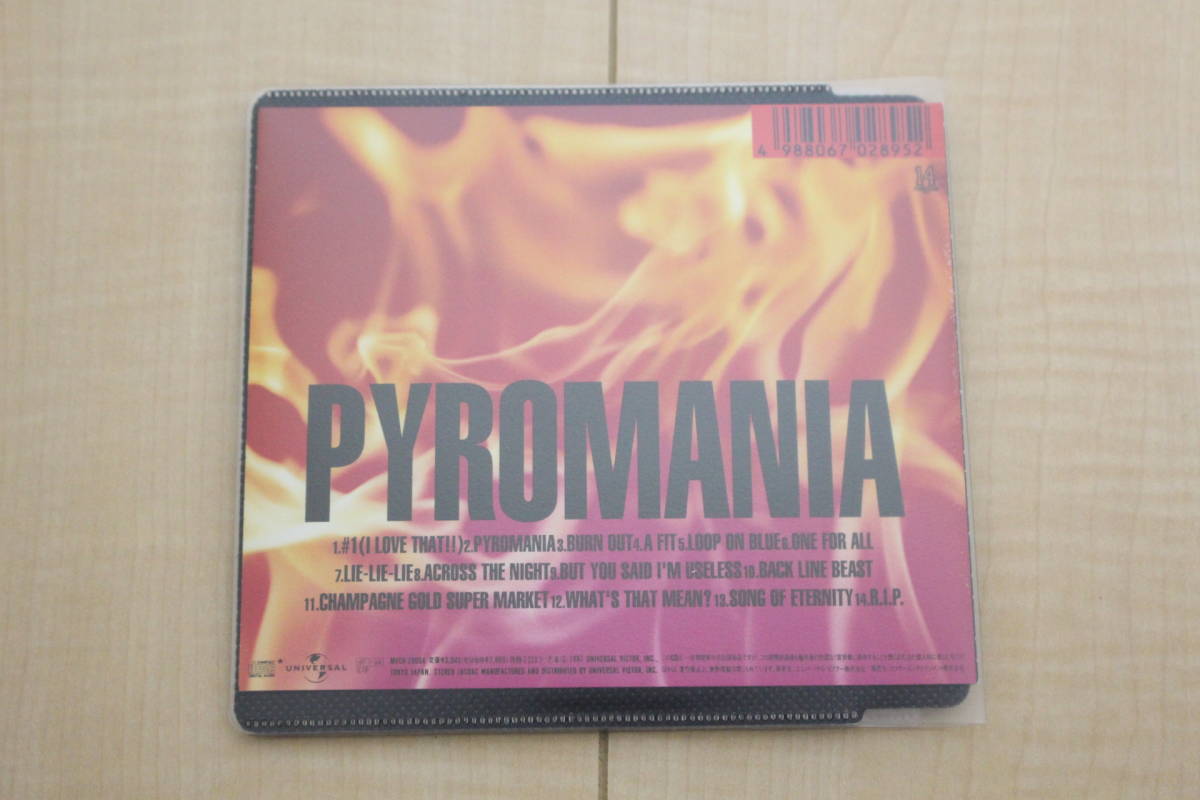 4 988067 028952
14
PYROMANIA
1.#1(I LOVE THAT!!)2.PYROMANIA3.BURN OUT4.A FIT5.LOOP ON BLUE6.ONE FOR ALL
7.LIE-LIE-LIE8.ACROSS THE NIGHT9.BUT YOU SAID I'M USELESS10.BACK LINE BEAST
11.CHAMPAGNE GOLD SUPER MARKET12.WHAT'S THAT MEAN?13.SONG OF ETERNITY14.R.I.P.
UNIVERSAL
1997 UNIVERSAL VICTOR, INC.
TOKYO JAPAN. STEREO MANUFACTURED AND DISTRIBUTED BY UNIVERSAL VICTOR, INC.